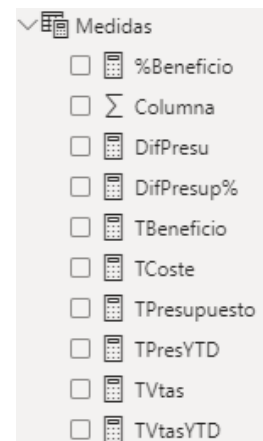 Medidas
%Beneficio
Columna
DifPresu
DifPresup%
TBeneficio
TCoste
TPresupuesto
TPresYTD
TVtas
TVtasYTD